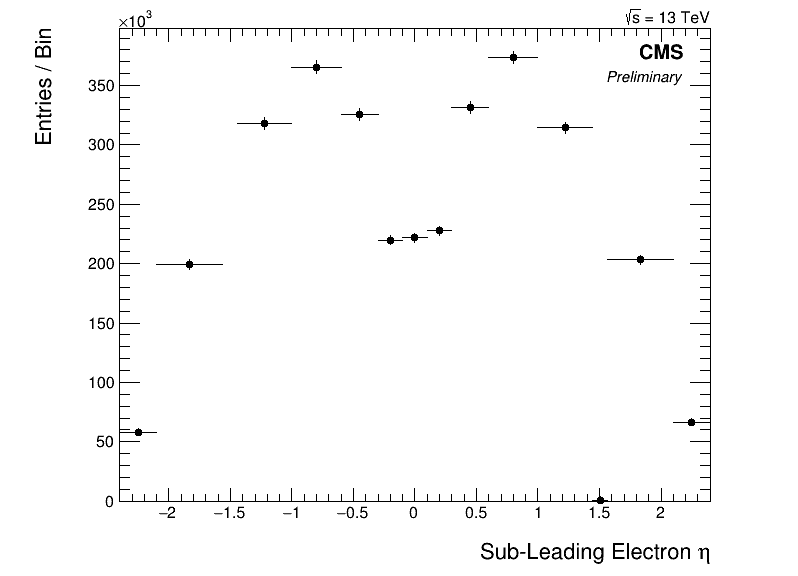 ×10³
√s = 13 TeV
Entries / Bin
CMS
Preliminary
350
300
250
200
150
100
50
0
−2 −1.5 −1 −0.5 0 0.5 1 1.5 2
Sub-Leading Electron η